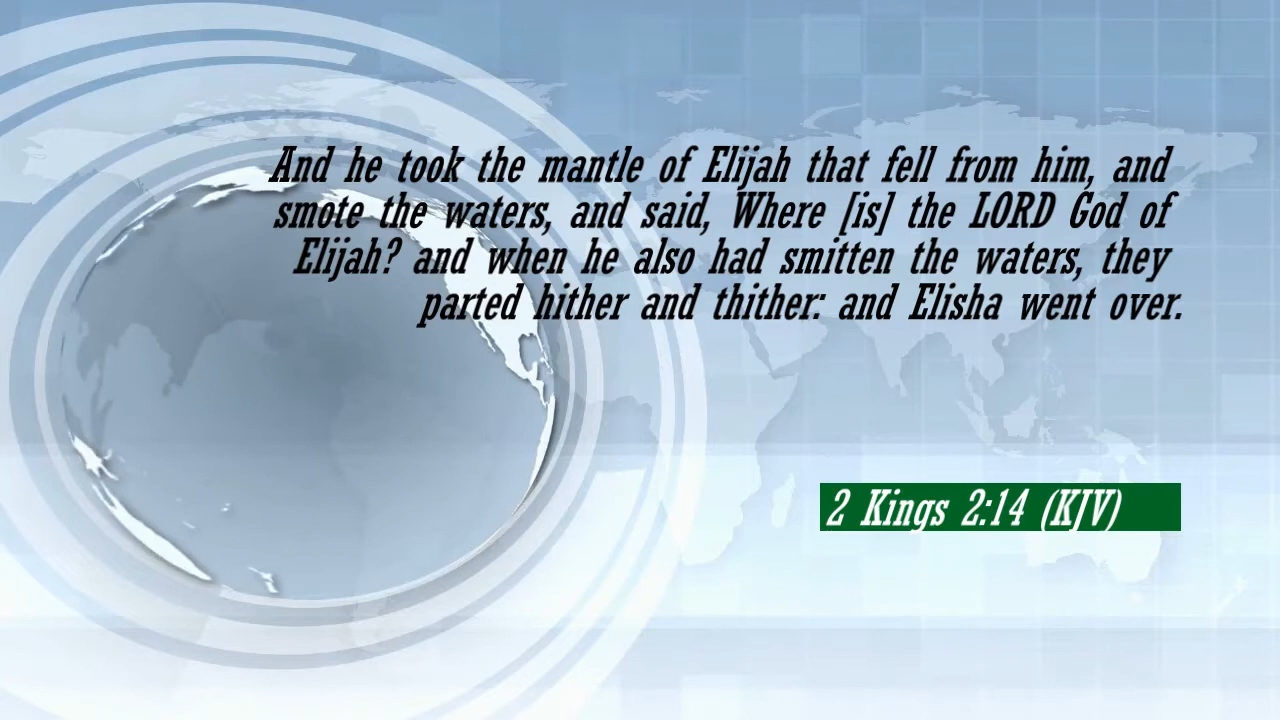 And he took the mantle of Elijah that fell from him, and
smote the waters, and said, Where [is] the LORD God of
Elijah? and when he also had smitten the waters, they
parted hither and thither: and Elisha went over.
2 Kings 2:14 (KJV)